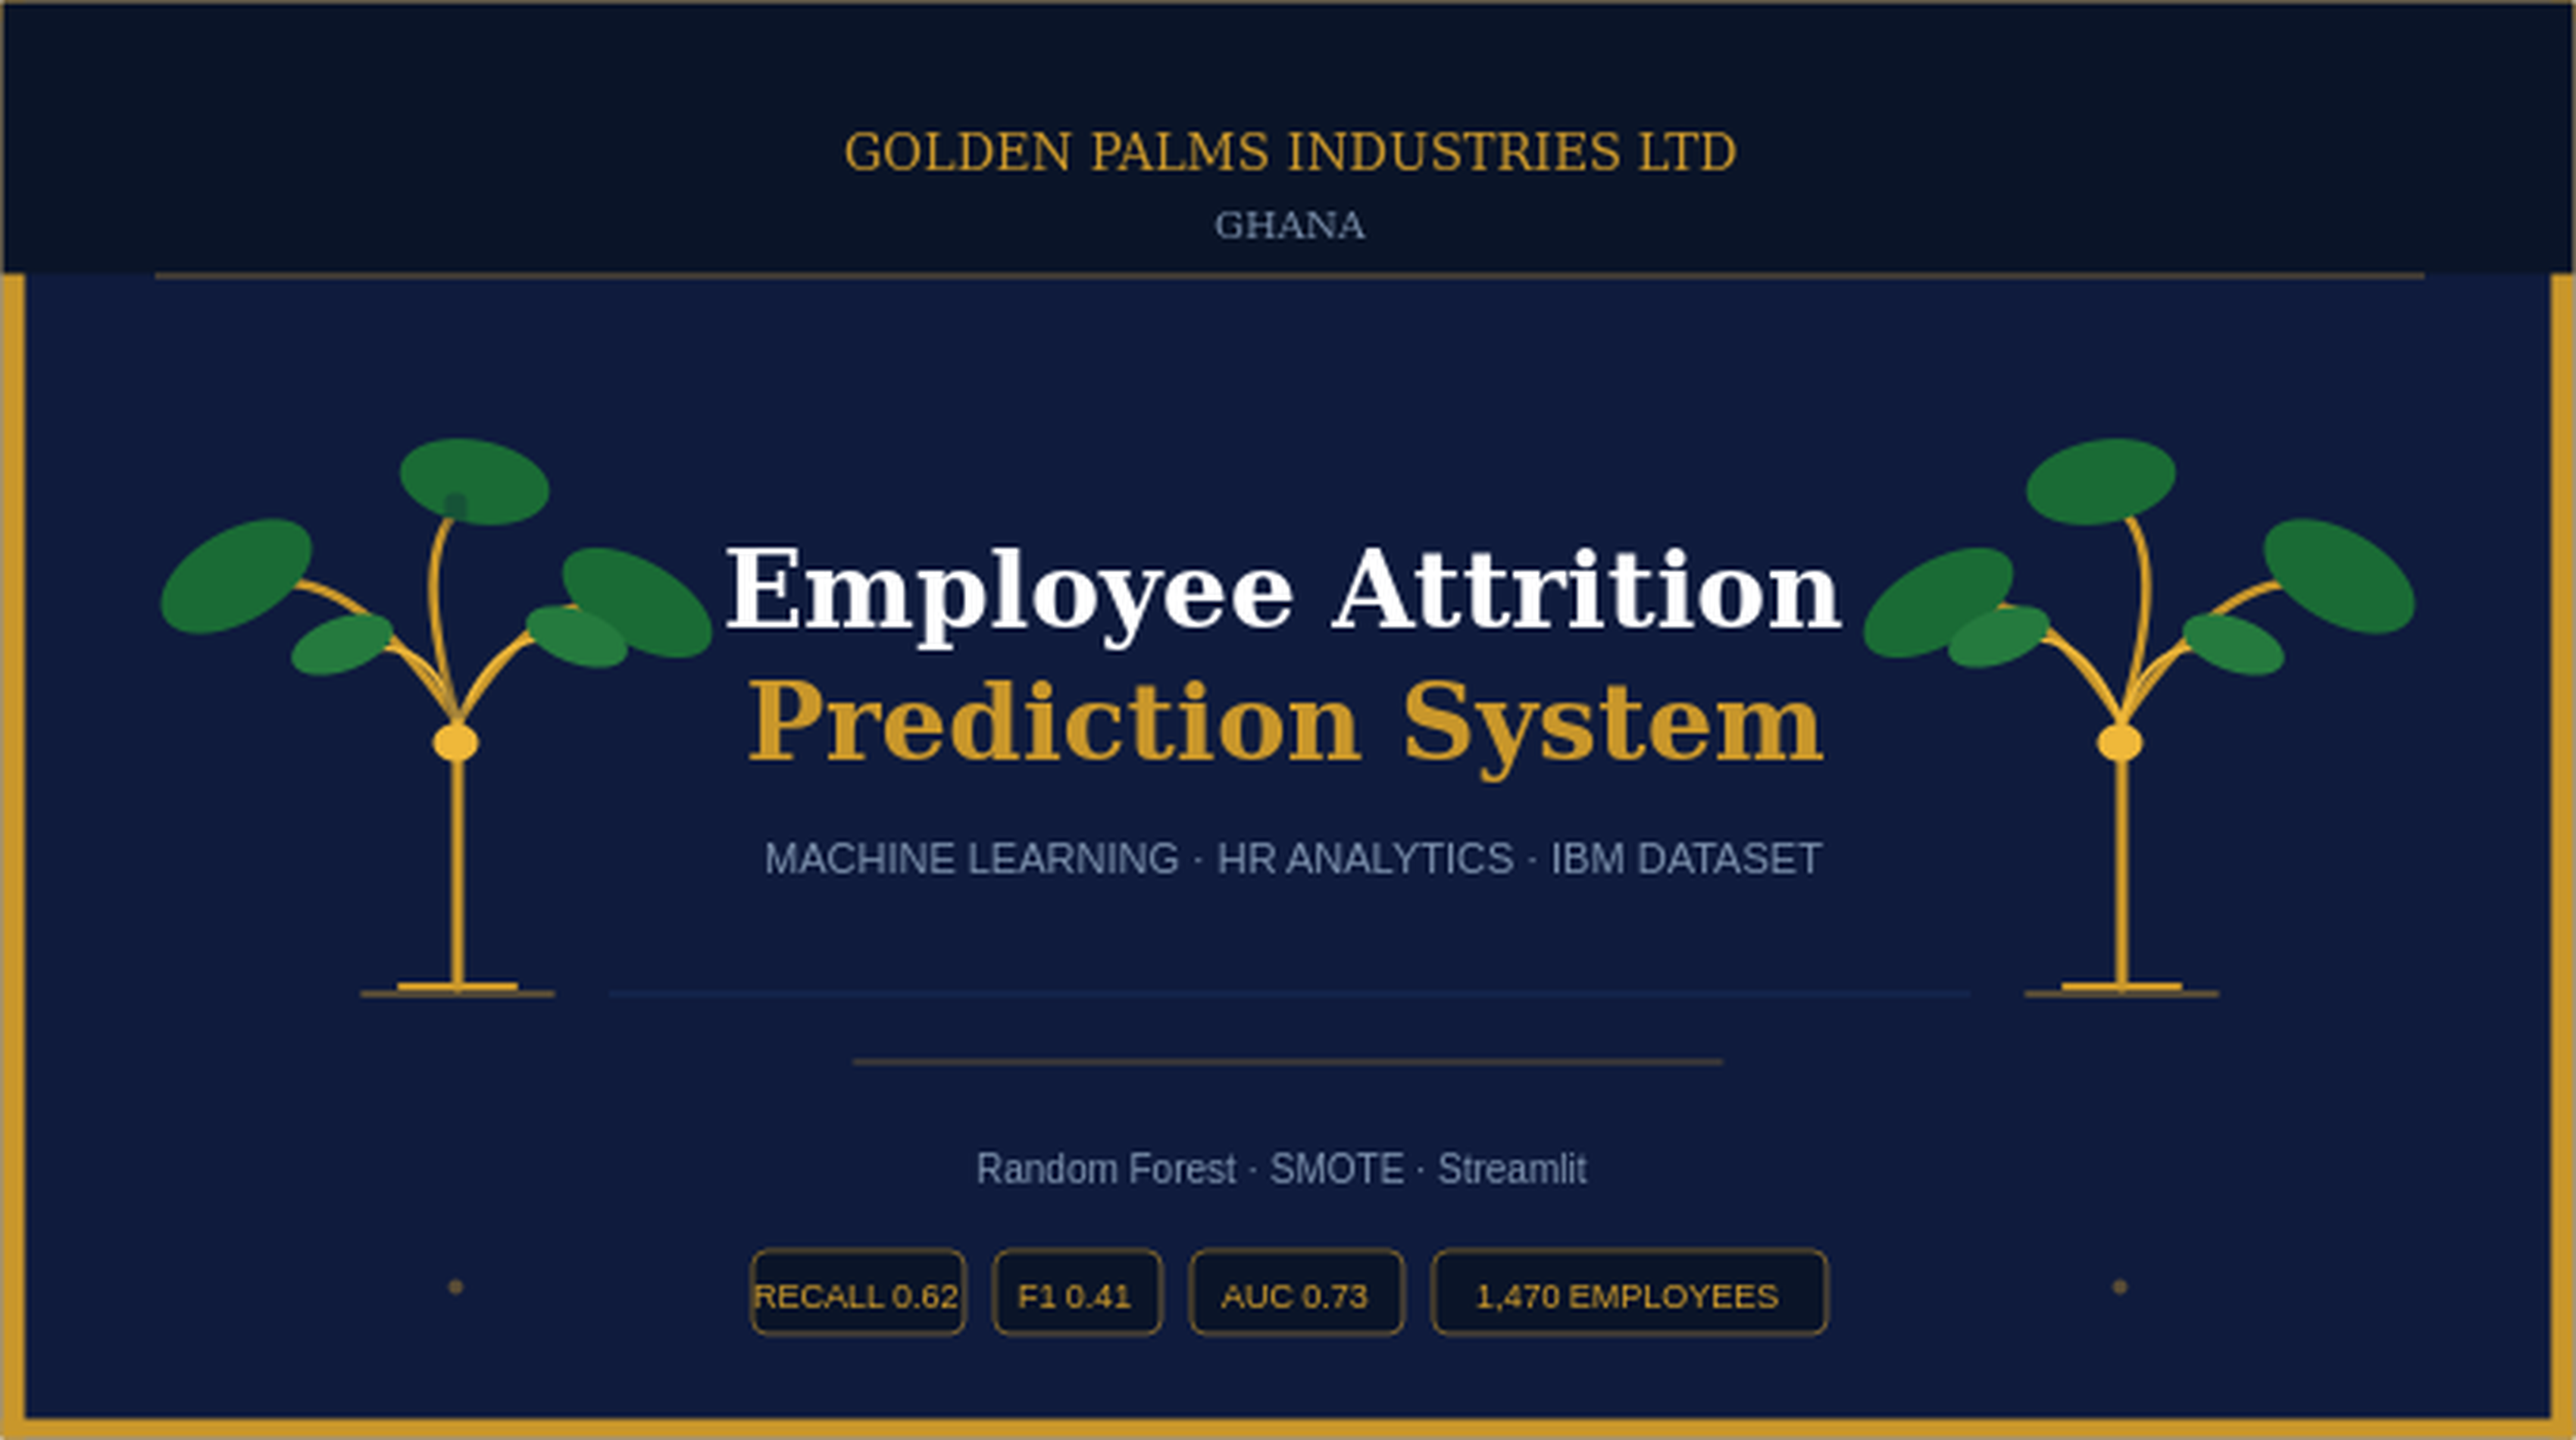 GOLDEN PALMS INDUSTRIES LTD
GHANA
Employee Attrition
Prediction System
MACHINE LEARNING · HR ANALYTICS · IBM DATASET
Random Forest · SMOTE · Streamlit
RECALL 0.62
F1 0.41
AUC 0.73
1,470 EMPLOYEES